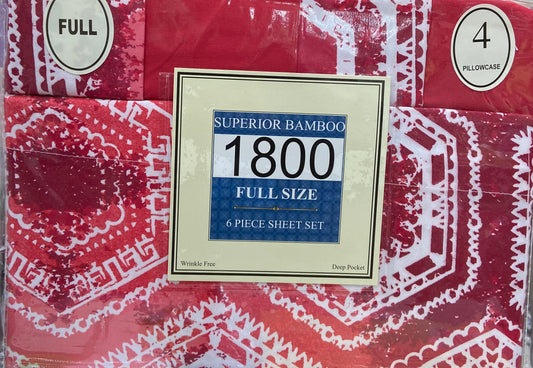 FULL
4
PILLOWCASE
SUPERIOR BAMBOO
1800
FULL SIZE
6 PIECE SHEET SET
Wrinkle Free
Deep Pocket